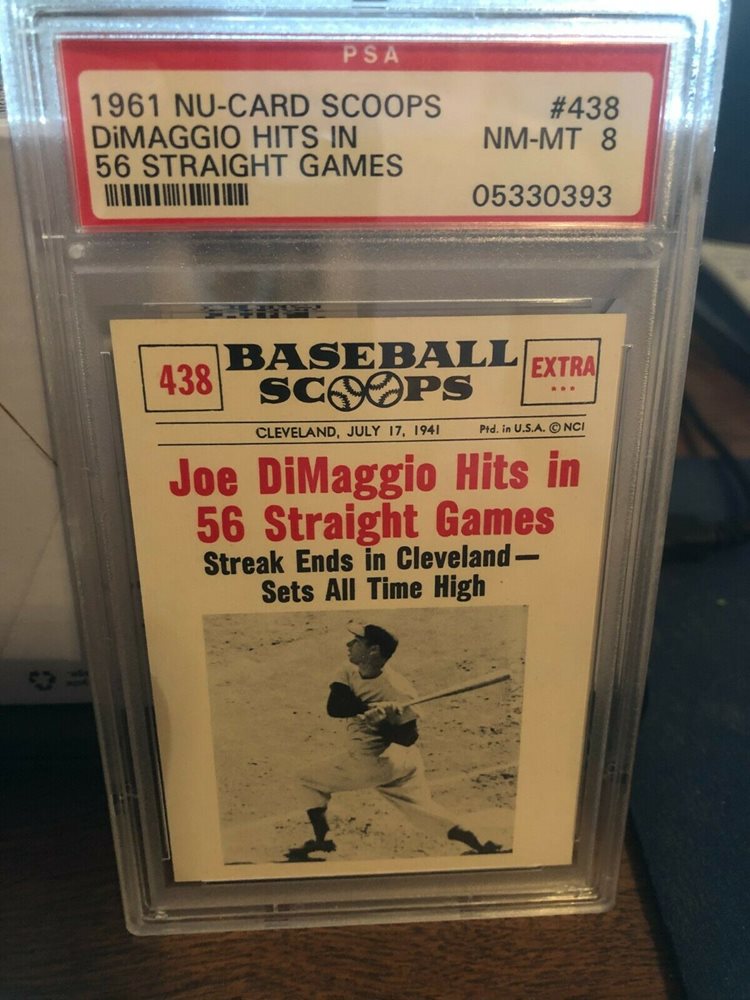 PSA
1961 NU-CARD SCOOPS #438
DiMAGGIO HITS IN NM-MT 8
56 STRAIGHT GAMES
05330393
438 BASEBALL EXTRA
SCOOPS ...
CLEVELAND, JULY 17, 1941 Ptd. in U.S.A. © NCI
Joe DiMaggio Hits in
56 Straight Games
Streak Ends in Cleveland—
Sets All Time High